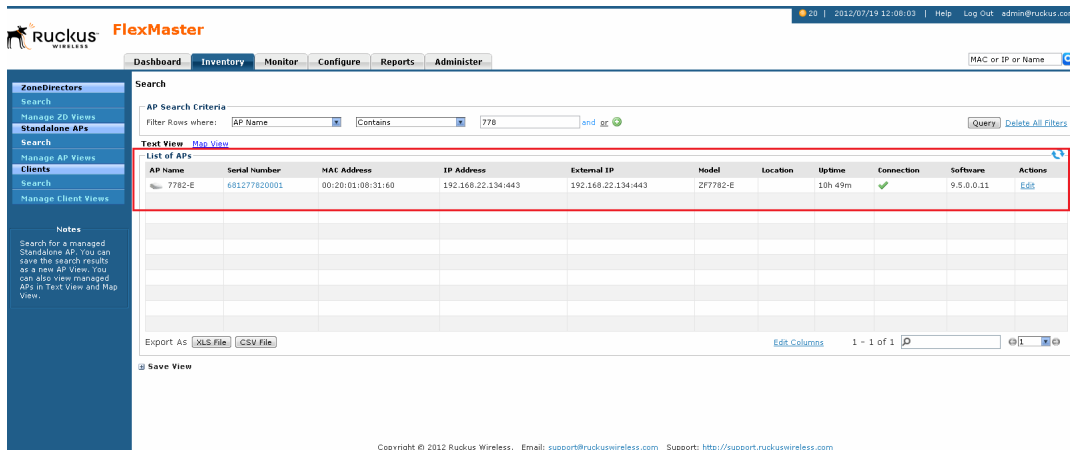 20 | 2012/07/19 12:08:03 | Help Log Out admin@ruckus.co
Ruckus WIRELESS FlexMaster
Dashboard Inventory Monitor Configure Reports Administer MAC or IP or Name
ZoneDirectors
Search
Manage ZD Views
Standalone APs
Search
Manage AP Views
Clients
Search
Manage Client Views
Notes
Search for a managed
Standalone AP. You can
save the search results
as a new AP View. You
can also view managed
APs in Text View and Map
View.
Search
AP Search Criteria
Filter Rows where: AP Name Contains 778 and or Query Delete All Filters
Text View Map View
List of APs
AP Name Serial Number MAC Address IP Address External IP Model Location Uptime Connection Software Actions
7782-E 681277820001 00:20:01:08:31:60 192.168.22.134:443 192.168.22.134:443 ZF7782-E 10h 49m 9.5.0.0.11 Edit
Export As XLS File CSV File Edit Columns 1 - 1 of 1 1
Save View
Copyright © 2012 Ruckus Wireless. Email: support@ruckuswireless.com Support: http://support.ruckuswireless.com